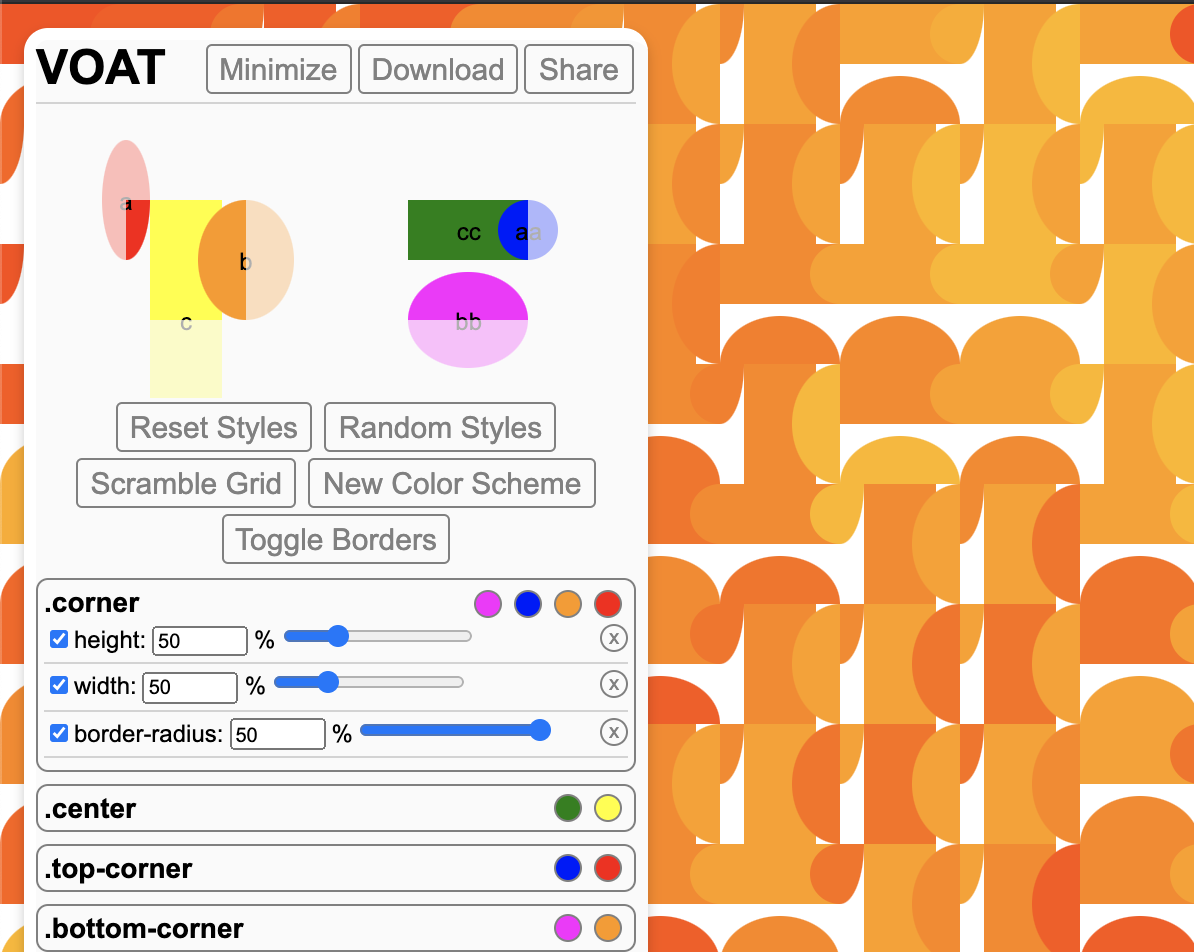 VOAT Minimize Download Share
a
cc aa
b
c bb
Reset Styles Random Styles
Scramble Grid New Color Scheme
Toggle Borders
.corner
height: 50 % x
width: 50 % x
border-radius: 50 % x
.center
.top-corner
.bottom-corner